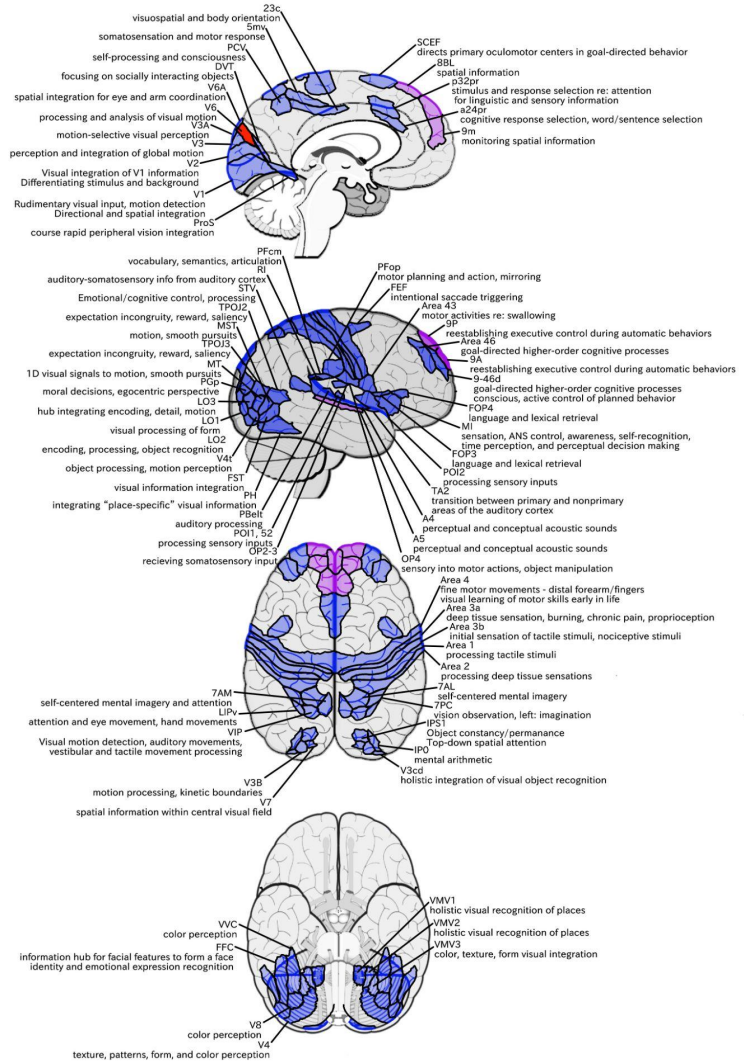 23c
visuospatial and body orientation
5mv
somatosensation and motor response
PCV
self-processing and consciousness
DVT
focusing on socially interacting objects
V6A
spatial integration for eye and arm coordination
V6
processing and analysis of visual motion
V3A
motion-selective visual perception
V3
perception and integration of global motion
V2
Visual integration of V1 information
Differentiating stimulus and background
V1
Rudimentary visual input, motion detection
Directional and spatial integration
ProS
course rapid peripheral vision integration
SCEF
directs primary oculomotor centers in goal-directed behavior
8BL
spatial information
p32pr
stimulus and response selection re: attention
for linguistic and sensory information
a24pr
cognitive response selection, word/sentence selection
9m
monitoring spatial information
PFcm
vocabulary, semantics, articulation
RI
auditory-somatosensory info from auditory cortex
STV
Emotional/cognitive control, processing
TPOJ2
expectation incongruity, reward, saliency
MST
motion, smooth pursuits
TPOJ3
expectation incongruity, reward, saliency
MT
1D visual signals to motion, smooth pursuits
PGp
moral decisions, egocentric perspective
LO3
hub integrating encoding, detail, motion
LO1
visual processing of form
LO2
encoding, processing, object recognition
V4t
object processing, motion perception
FST
visual information integration
PH
integrating “place-specific” visual information
PBelt
auditory processing
POI1, 52
processing sensory inputs
OP2-3
recieving somatosensory input
PFop
motor planning and action, mirroring
FEF
intentional saccade triggering
Area 43
motor activities re: swallowing
9P
reestablishing executive control during automatic behaviors
Area 46
goal-directed higher-order cognitive processes
9A
reestablishing executive control during automatic behaviors
9-46d
goal-directed higher-order cognitive processes
conscious, active control of planned behavior
FOP4
language and lexical retrieval
MI
sensation, ANS control, awareness, self-recognition,
time perception, and perceptual decision making
FOP3
language and lexical retrieval
POI2
processing sensory inputs
TA2
transition between primary and nonprimary
areas of the auditory cortex
A4
perceptual and conceptual acoustic sounds
A5
perceptual and conceptual acoustic sounds
OP4
sensory into motor actions, object manipulation
Area 4
fine motor movements - distal forearm/fingers
visual learning of motor skills early in life
Area 3a
deep tissue sensation, burning, chronic pain, proprioception
Area 3b
initial sensation of tactile stimuli, nociceptive stimuli
Area 1
processing tactile stimuli
Area 2
processing deep tissue sensations
7AM
self-centered mental imagery and attention
LIPv
attention and eye movement, hand movements
VIP
Visual motion detection, auditory movements,
vestibular and tactile movement processing
V3B
motion processing, kinetic boundaries
V7
spatial information within central visual field
7AL
self-centered mental imagery
7PC
vision observation, left: imagination
IPS1
Object constancy/permanance
Top-down spatial attention
IP0
mental arithmetic
V3cd
holistic integration of visual object recognition
VVC
color perception
FFC
information hub for facial features to form a face
identity and emotional expression recognition
V8
color perception
V4
texture, patterns, form, and color perception
VMV1
holistic visual recognition of places
VMV2
holistic visual recognition of places
VMV3
color, texture, form visual integration